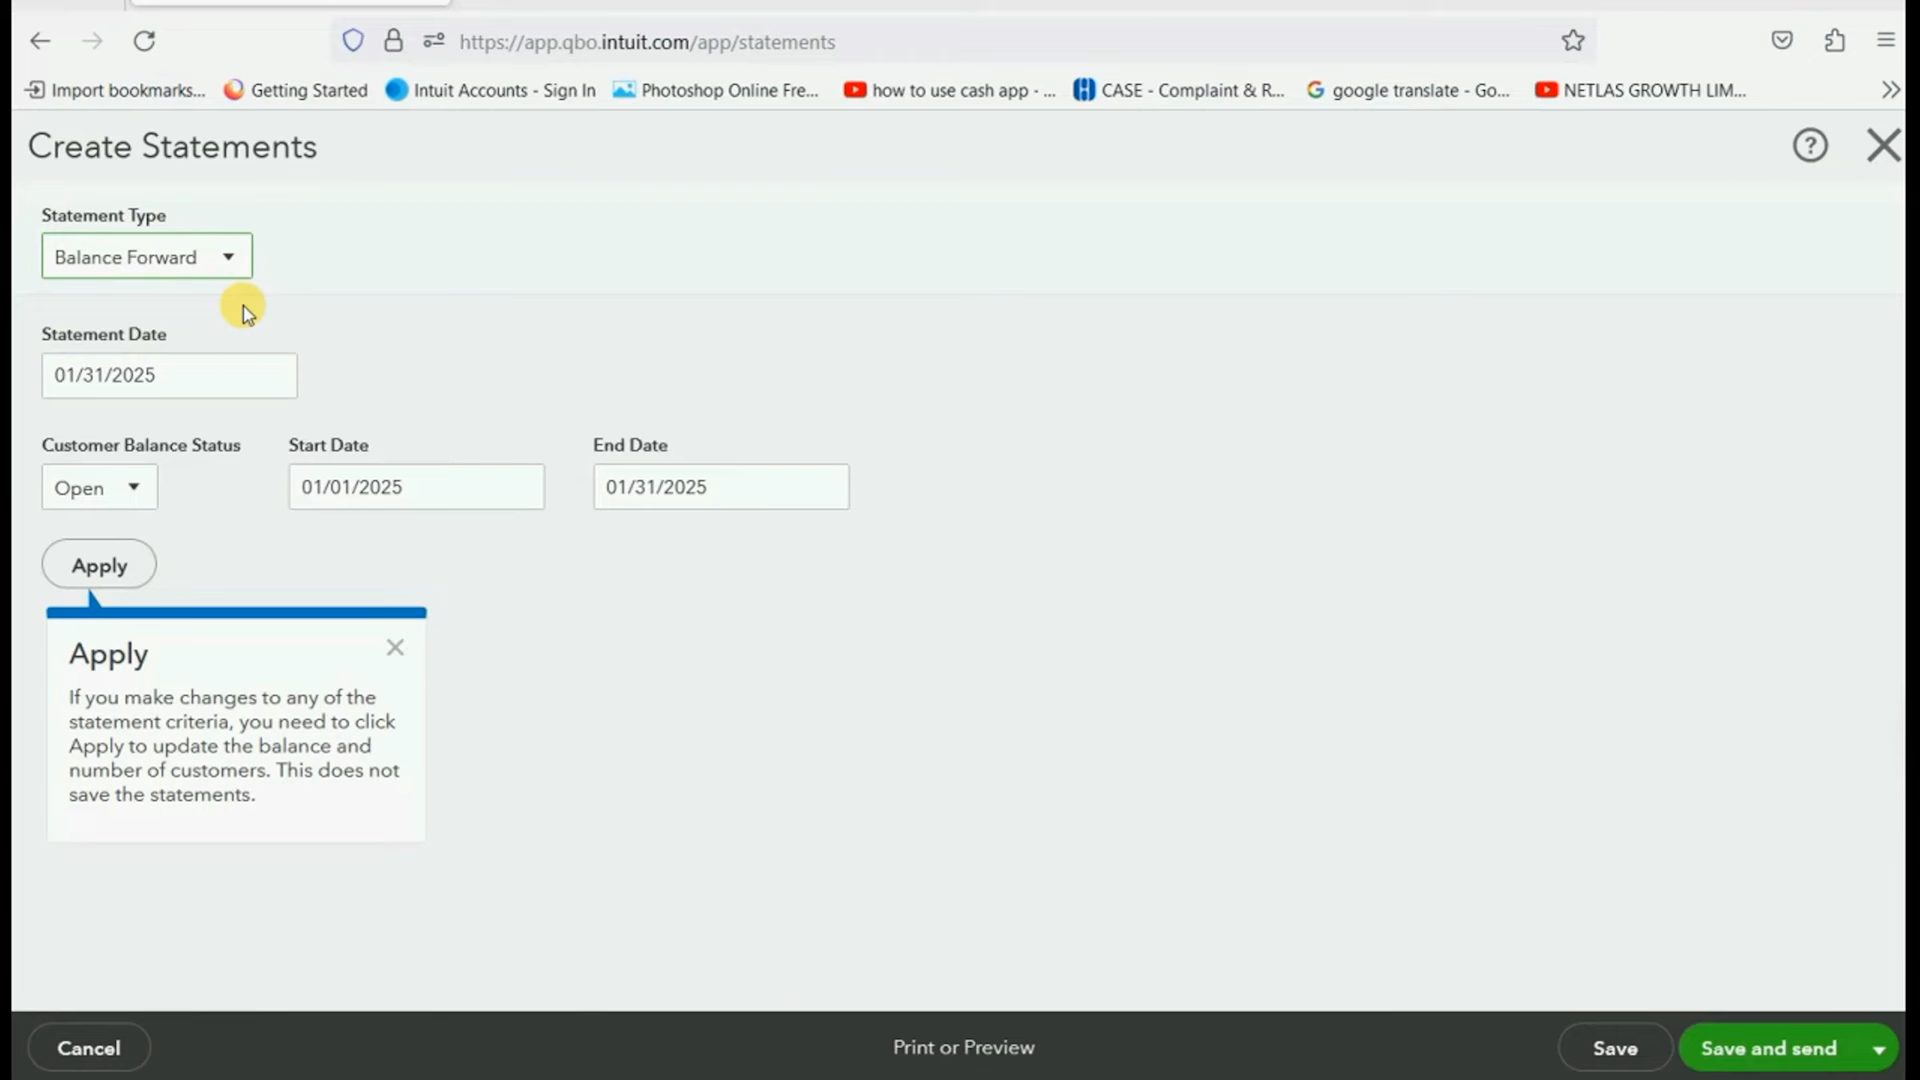 https://app.qbo.intuit.com/app/statements
Import bookmarks... Getting Started Intuit Accounts - Sign In Photoshop Online Fre... how to use cash app - ... CASE - Complaint & R... google translate - Go... NETLAS GROWTH LIM...
Create Statements
Statement Type
Balance Forward
Statement Date
01/31/2025
Customer Balance Status Start Date End Date
Open 01/01/2025 01/31/2025
Apply
Apply
If you make changes to any of the
statement criteria, you need to click
Apply to update the balance and
number of customers. This does not
save the statements.
Cancel Print or Preview Save Save and send